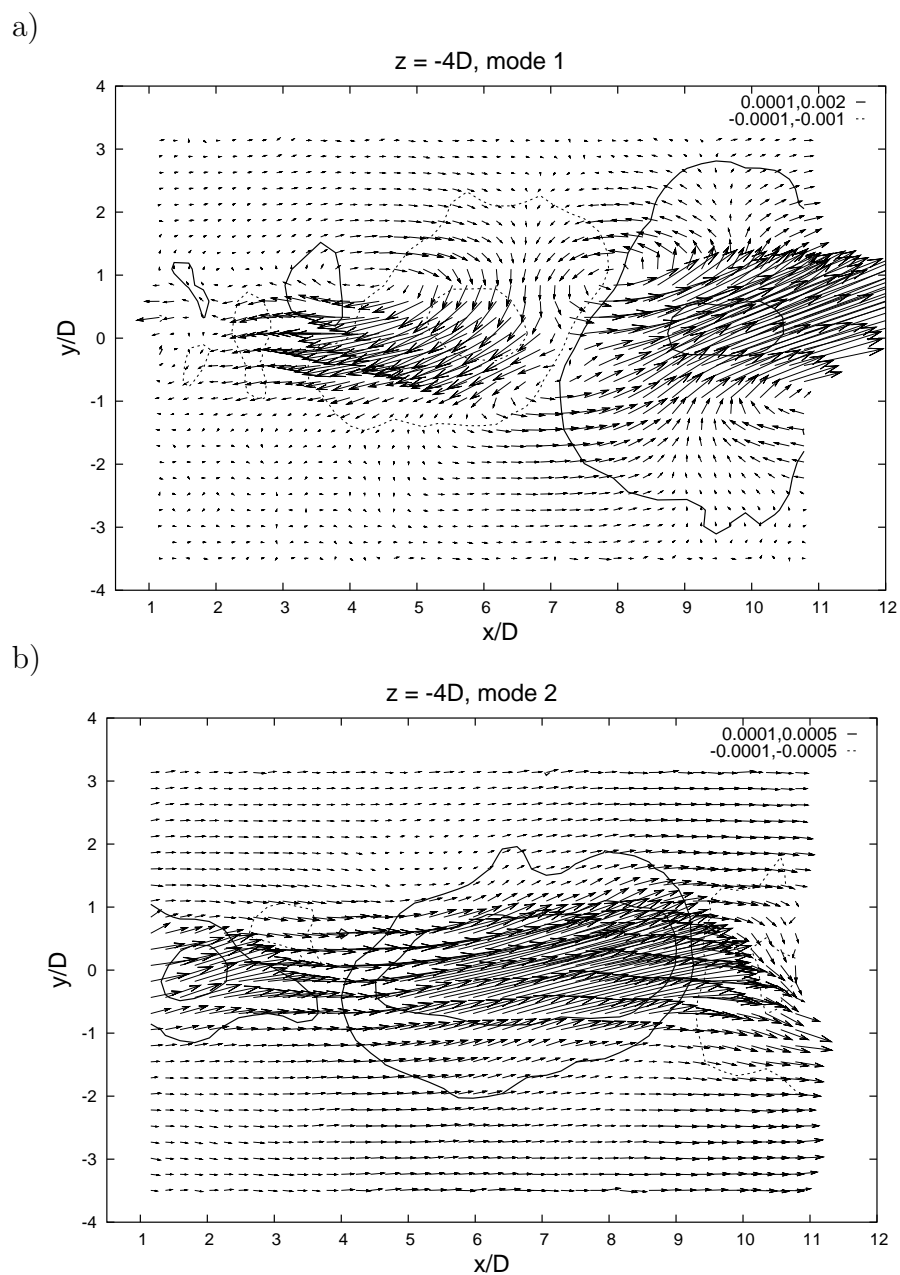 a)
z = -4D, mode 1
0.0001,0.002
-0.0001,-0.001
4
3
2
1
0
-1
-2
-3
-4
y/D
1 2 3 4 5 6 7 8 9 10 11 12
x/D
b)
z = -4D, mode 2
0.0001,0.0005
-0.0001,-0.0005
4
3
2
1
0
-1
-2
-3
-4
y/D
1 2 3 4 5 6 7 8 9 10 11 12
x/D